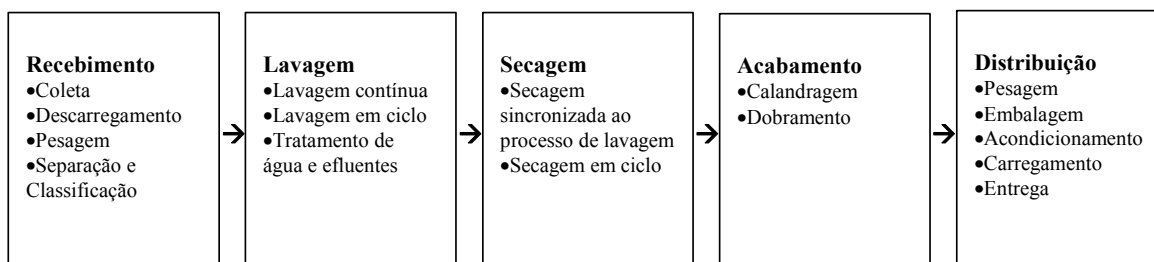 Recebimento
•Coleta
•Descarregamento
•Pesagem
•Separação e
Classificação
Lavagem
•Lavagem contínua
•Lavagem em ciclo
•Tratamento de
água e efluentes
Secagem
•Secagem
sincronizada ao
processo de lavagem
•Secagem em ciclo
Acabamento
•Calandragem
•Dobramento
Distribuição
•Pesagem
•Embalagem
•Acondicionamento
•Carregamento
•Entrega